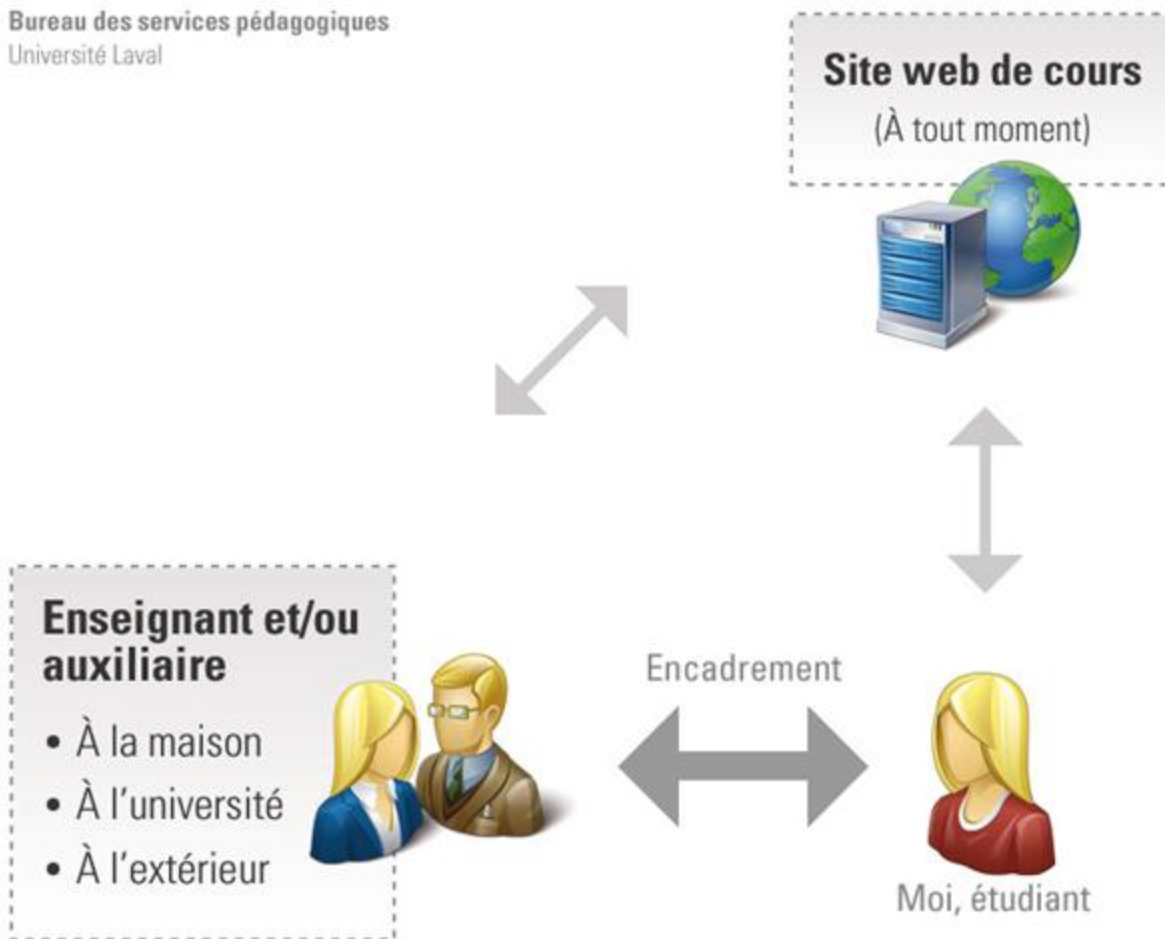 Bureau des services pédagogiques
Université Laval
Site web de cours
(À tout moment)
Enseignant et/ou
auxiliaire
• À la maison
• À l'université
• À l'extérieur
Encadrement
Moi, étudiant